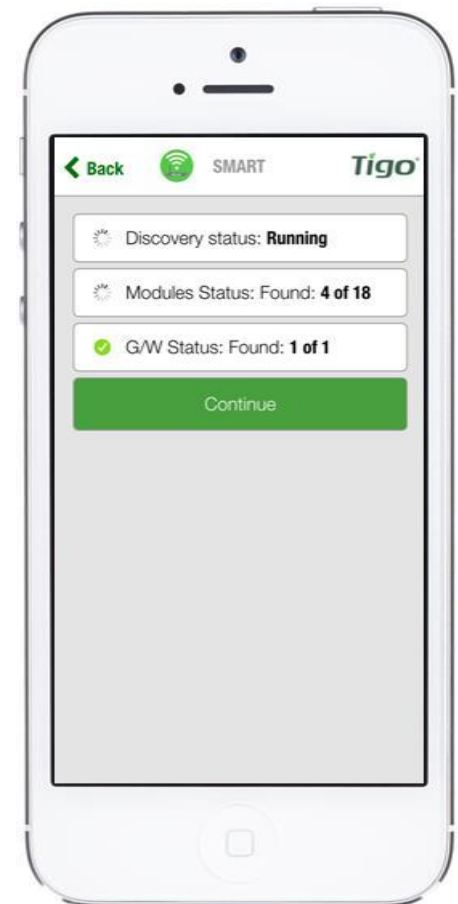 Back SMART Tigo
Discovery status: Running
Modules Status: Found: 4 of 18
G/W Status: Found: 1 of 1
Continue